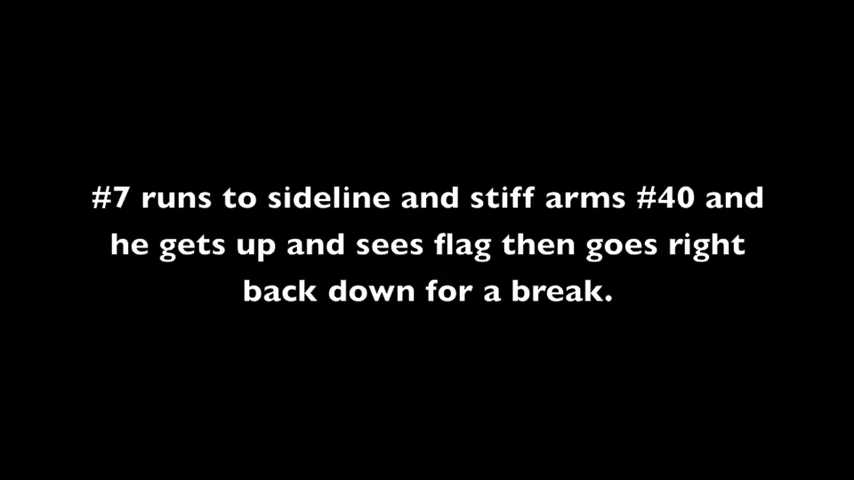 #7 runs to sideline and stiff arms #40 and
he gets up and sees flag then goes right
back down for a break.